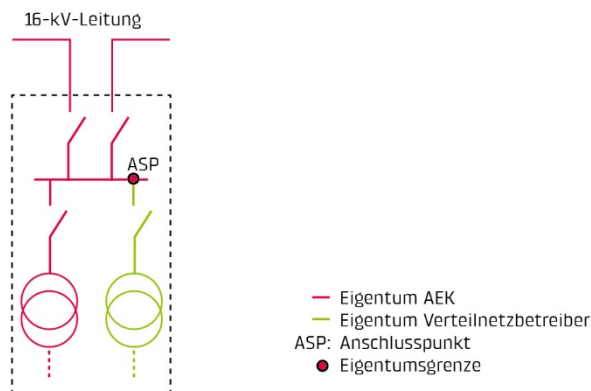 16-kV-Leitung
ASP
Eigentum AEK
Eigentum Verteilnetzbetreiber
ASP: Anschlusspunkt
Eigentumsgrenze